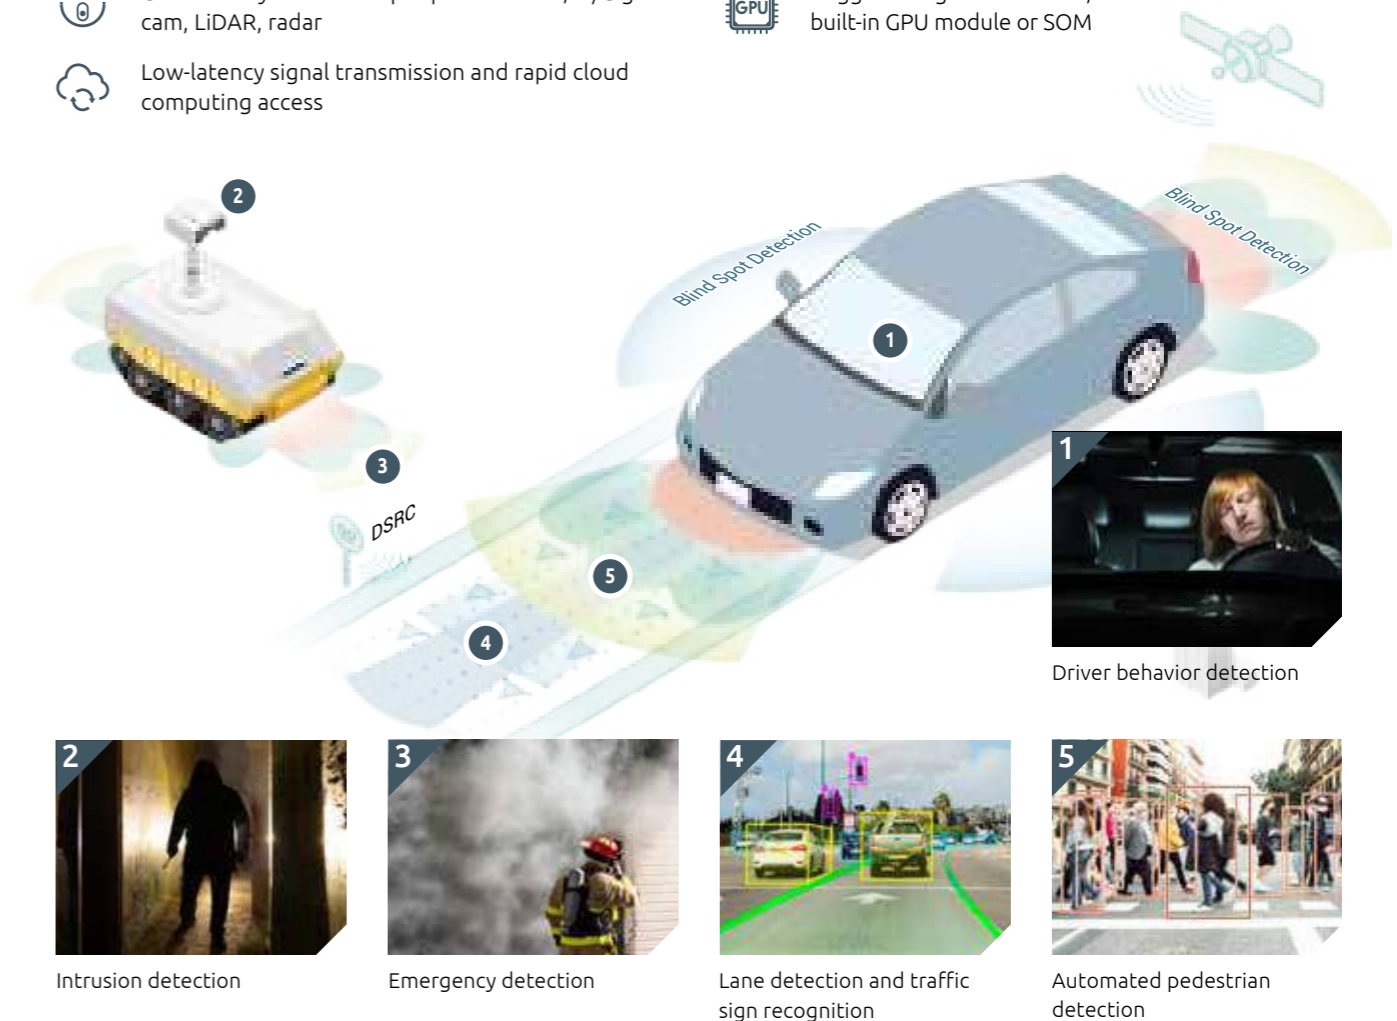 cam, LiDAR, radar
GPU
built-in GPU module or SOM
Low-latency signal transmission and rapid cloud
computing access
2
Blind Spot Detection
Blind Spot Detection
1
3
DSRC
5
4
1
Driver behavior detection
2
3
4
5
Intrusion detection
Emergency detection
Lane detection and traffic
sign recognition
Automated pedestrian
detection